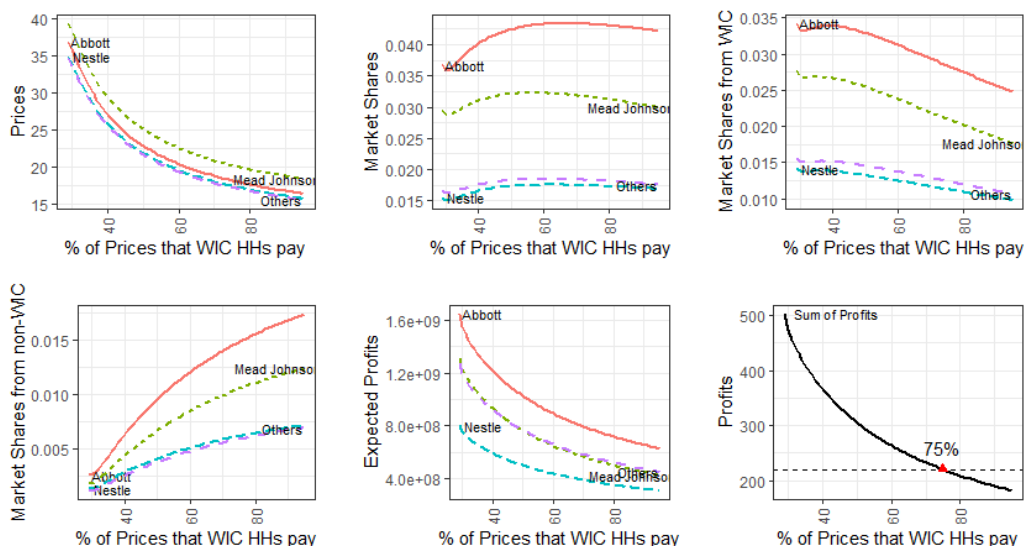 Prices
40
35
30
25
20
15
Abbott
Nestle
Mead Johnson
Others
40
60
80
% of Prices that WIC HHs pay
Market Shares
0.040
0.035
0.030
0.025
0.020
0.015
Abbott
Mead Johnson
Nestle
Others
40
60
80
% of Prices that WIC HHs pay
Market Shares from WIC
0.035
0.030
0.025
0.020
0.015
0.010
Abbott
Mead Johnson
Nestle
Others
40
60
80
% of Prices that WIC HHs pay
Market Shares from non-WIC
0.015
0.010
0.005
Mead Johnson
Others
Abbott
Nestle
40
60
80
% of Prices that WIC HHs pay
Expected Profits
1.6e+09
1.2e+09
8.0e+08
4.0e+08
Abbott
Nestle
Others
Mead Johnson
40
60
80
% of Prices that WIC HHs pay
Profits
500
400
300
200
Sum of Profits
75%
40
60
80
% of Prices that WIC HHs pay